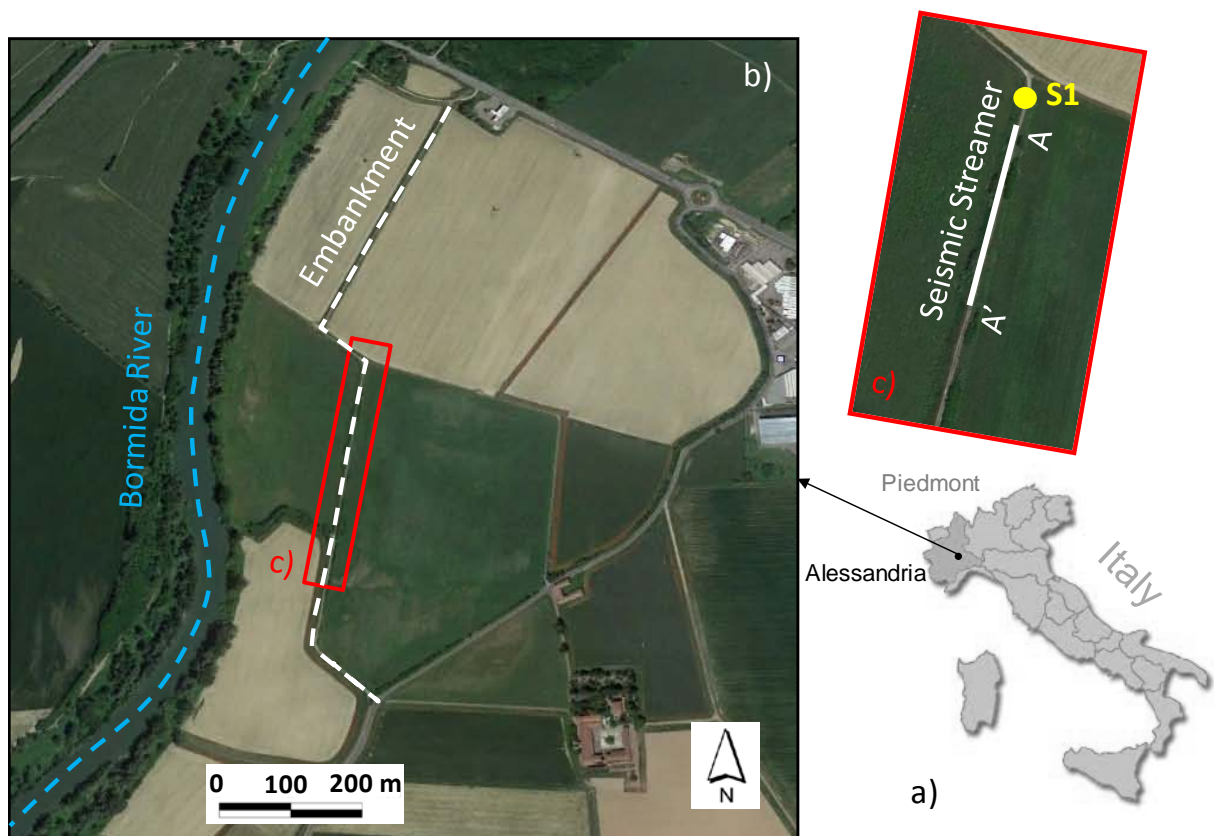 b)
Embankment
Bormida River
c)
0 100 200 m
N
S1
Seismic Streamer
A
A'
c)
Piedmont
Alessandria
Italy
a)